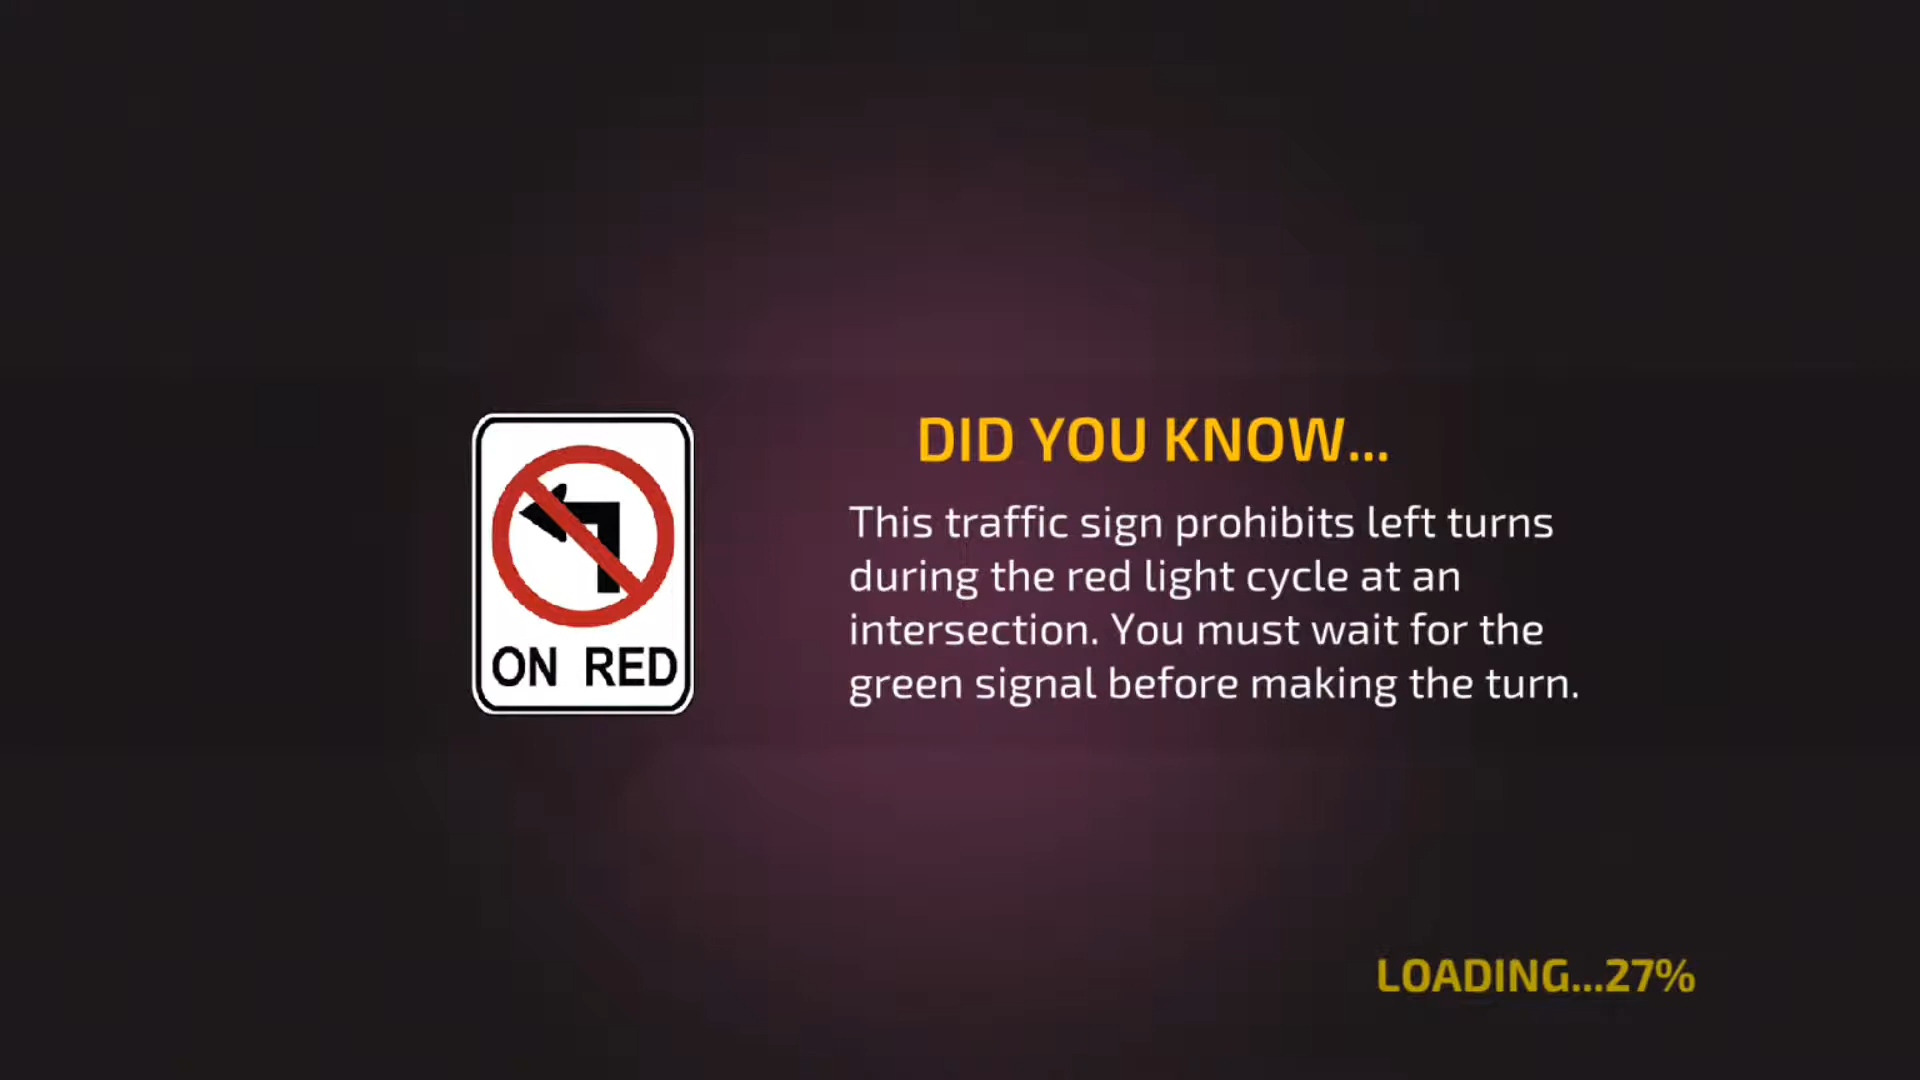 ON RED
DID YOU KNOW...
This traffic sign prohibits left turns
during the red light cycle at an
intersection. You must wait for the
green signal before making the turn.
LOADING...27%